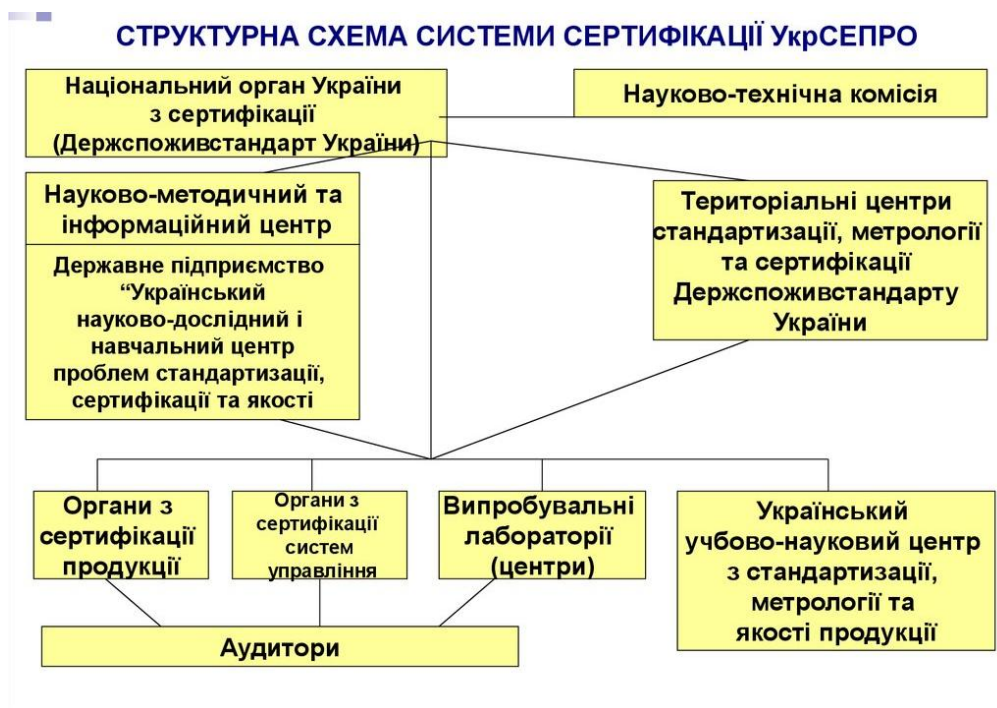 СТРУКТУРНА СХЕМА СИСТЕМИ СЕРТИФІКАЦІЇ УкрСЕПРО
Національний орган України
з сертифікації
(Держспоживстандарт України)
Науково-технічна комісія
Науково-методичний та
інформаційний центр
Державне підприємство
“Український
науково-дослідний і
навчальний центр
проблем стандартизації,
сертифікації та якості
Територіальні центри
стандартизації, метрології
та сертифікації
Держспоживстандарту
України
Органи з
сертифікації
продукції
Органи з
сертифікації
систем
управління
Випробувальні
лабораторії
(центри)
Український
учбово-науковий центр
з стандартизації,
метрології та
якості продукції
Аудитори